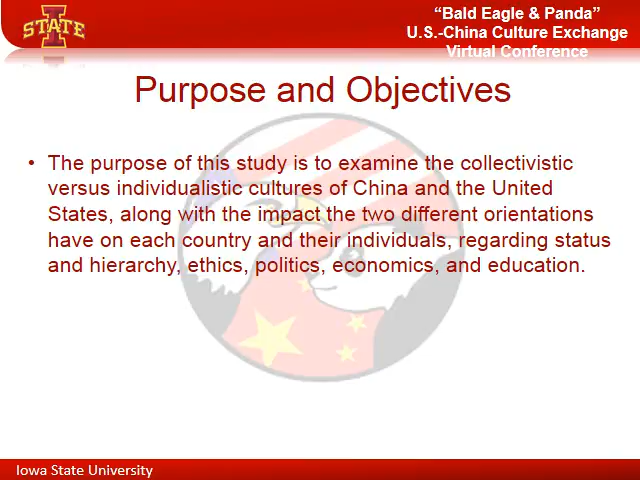 STATE
“Bald Eagle & Panda”
U.S.-China Culture Exchange
Virtual Conference
Purpose and Objectives
• The purpose of this study is to examine the collectivistic
versus individualistic cultures of China and the United
States, along with the impact the two different orientations
have on each country and their individuals, regarding status
and hierarchy, ethics, politics, economics, and education.
Iowa State University